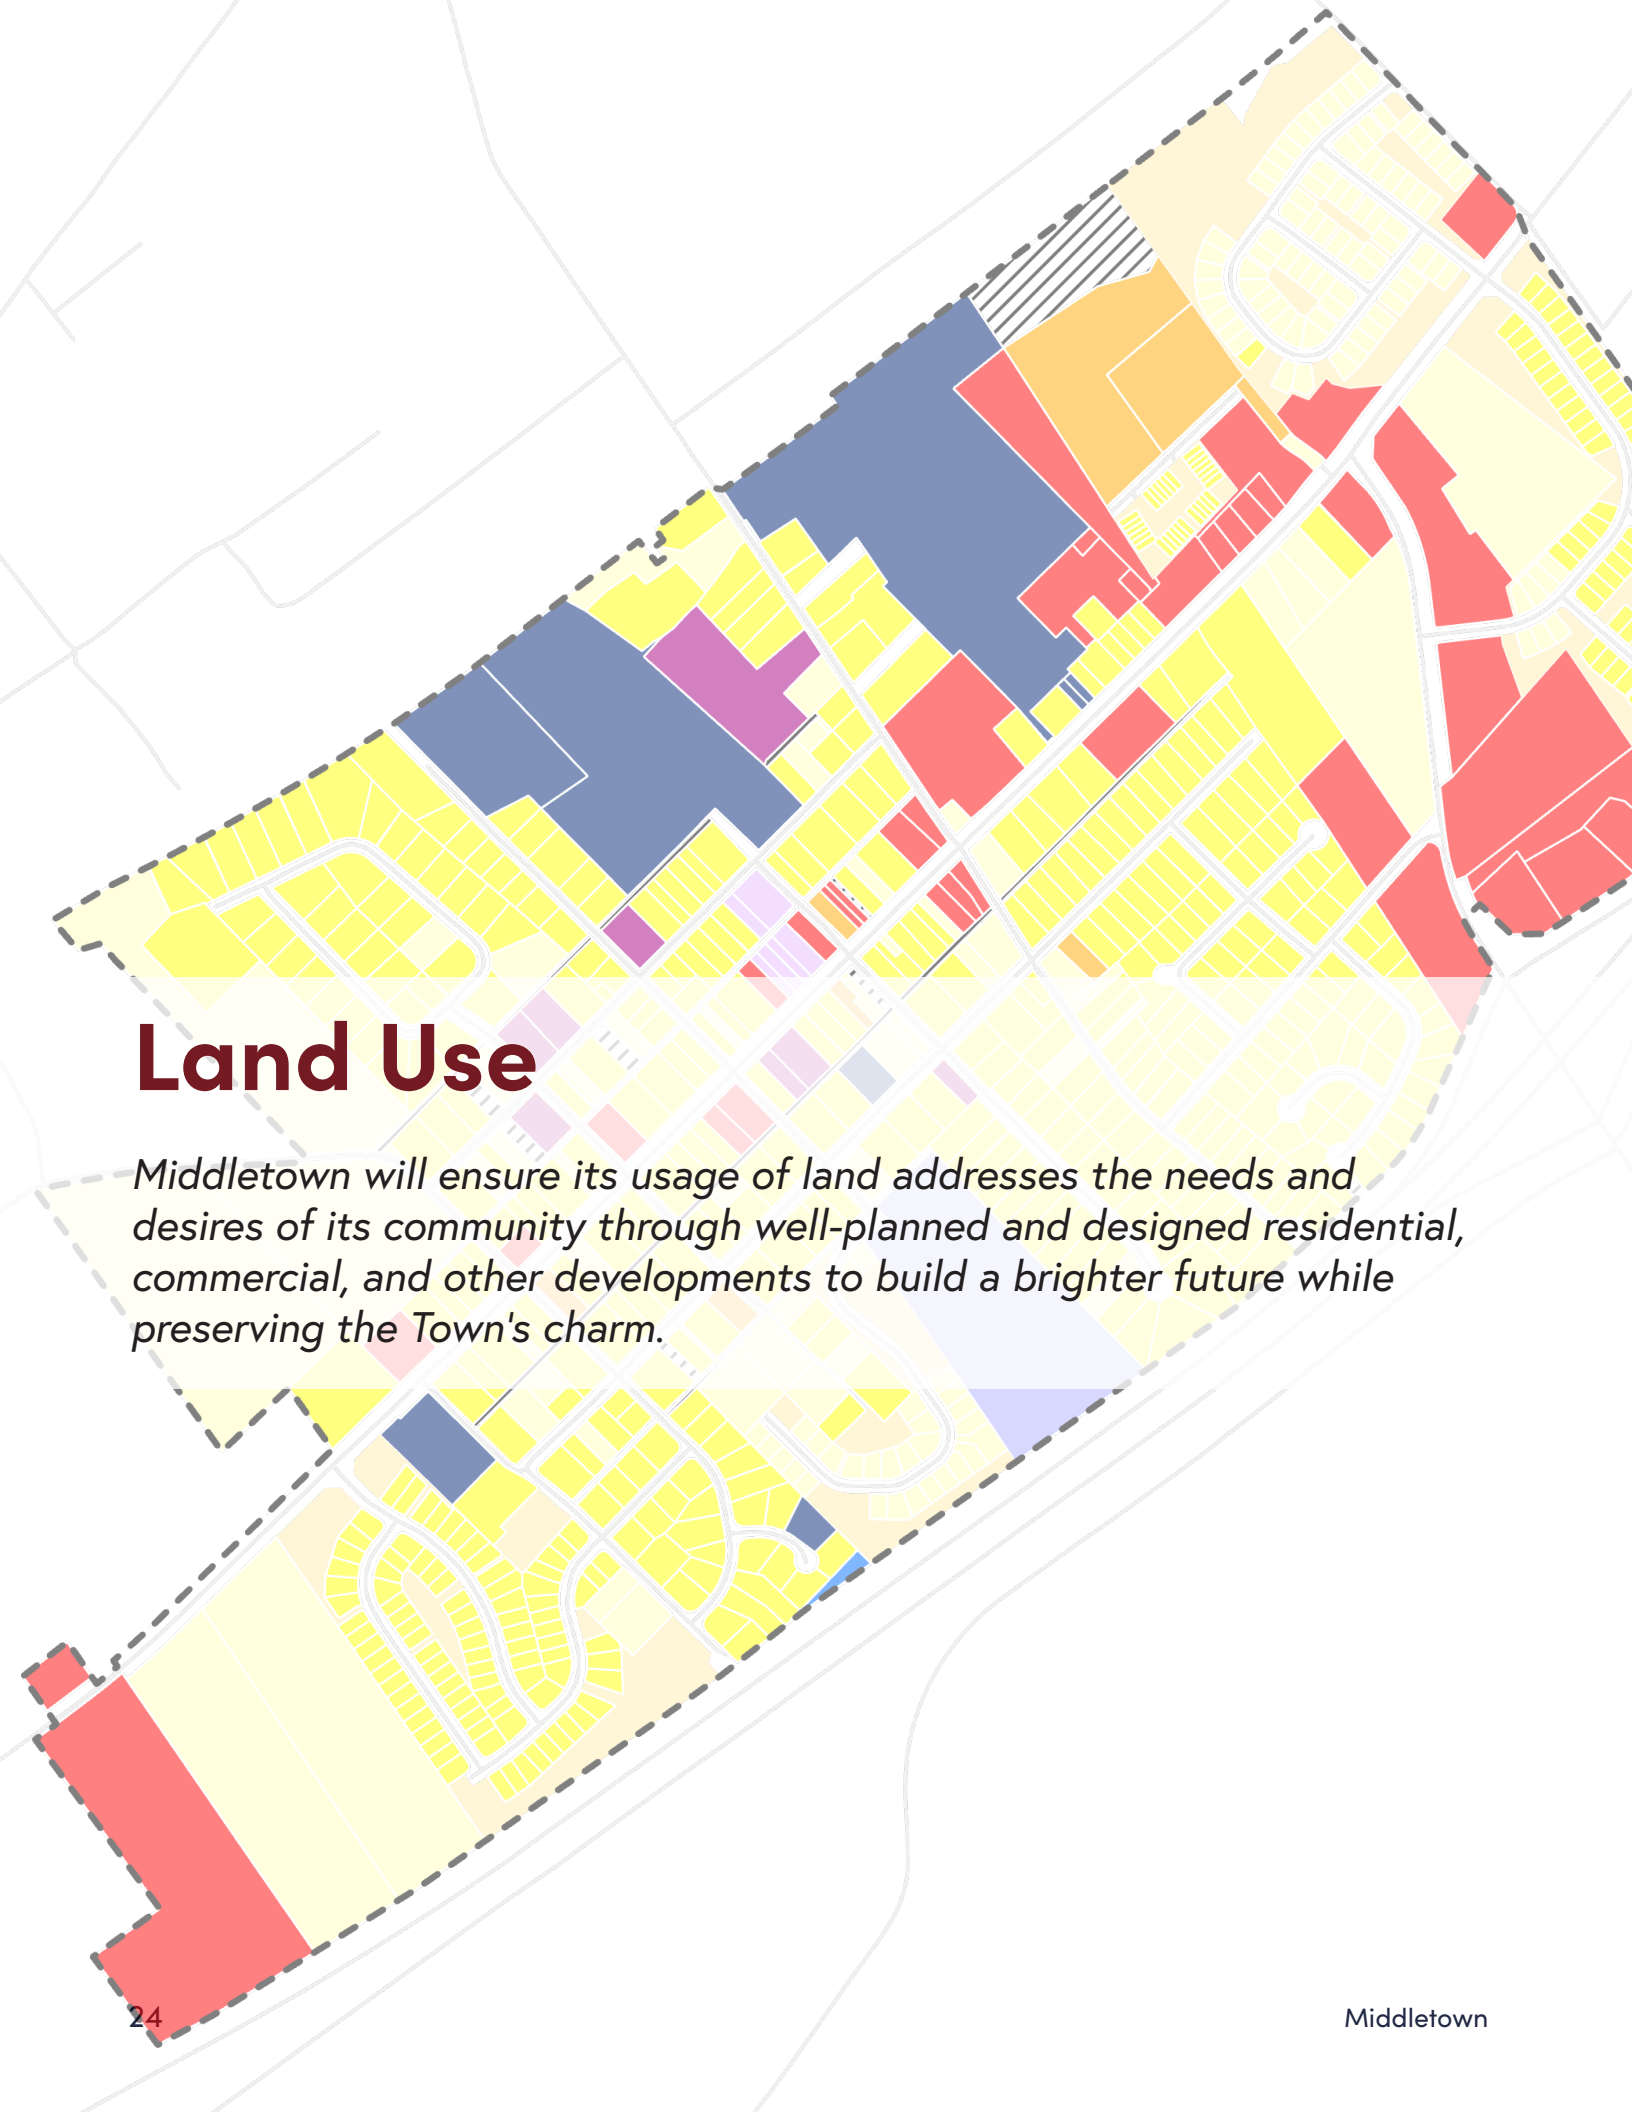 Land Use
Middletown will ensure its usage of land addresses the needs and
desires of its community through well-planned and designed residential,
commercial, and other developments to build a brighter future while
preserving the Town's charm.
24
Middletown